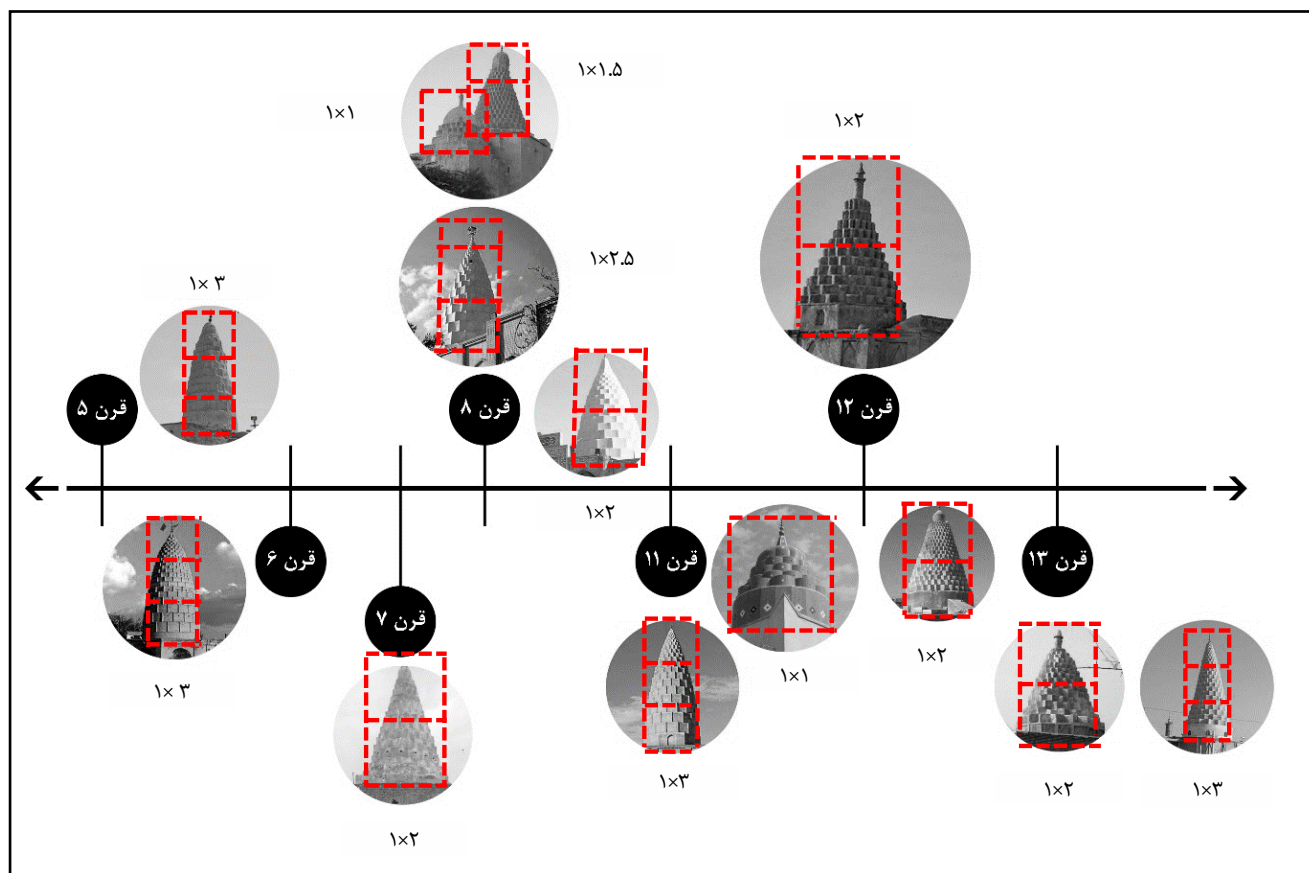 ۱×۱.۵
۱×۱
۱×۲
۱×۲.۵
۱× ۳
قرن ۵
قرن ۸
قرن ۱۲
۱×۲
قرن ۶
قرن ۱۱
قرن ۱۳
قرن ۷
۱× ۳
۱×۱
۱×۲
۱×۳
۱×۲
۱×۳
۱×۲